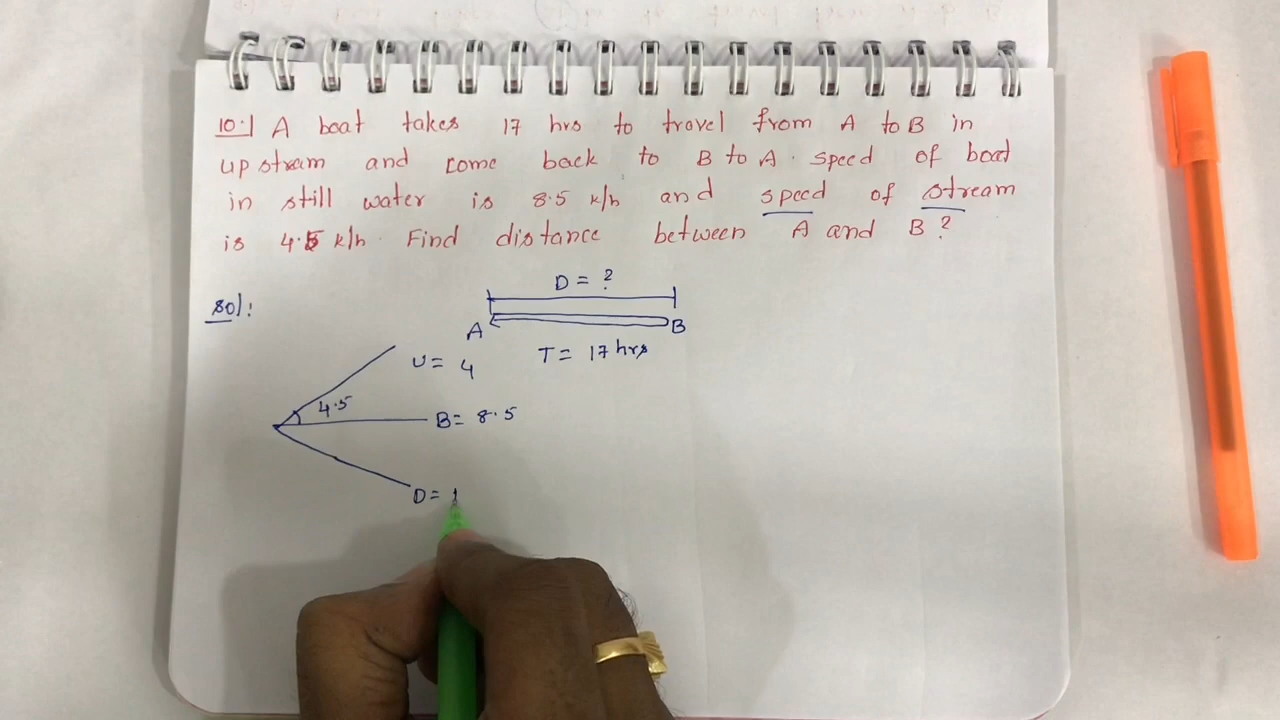 10.) A boat takes 17 hrs to travel from A to B in
upstream and come back to B to A. speed of boat
in still water is 8.5 k/h and speed of stream
is 4.5 k/h. Find distance between A and B?
Sol:
D = ?
A B
T = 17 hrs
U = 4
4.5
B = 8.5
D = 1